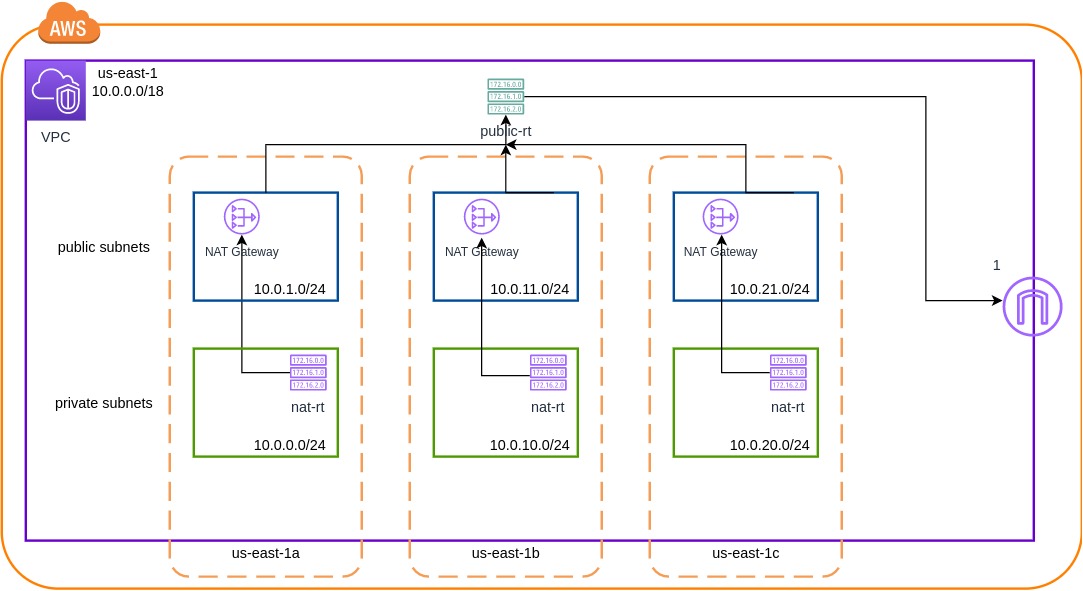 AWS
us-east-1
10.0.0.0/18
VPC
172.16.0.0
172.16.1.0
172.16.2.0
public-rt
public subnets
NAT Gateway
10.0.1.0/24
NAT Gateway
10.0.11.0/24
NAT Gateway
10.0.21.0/24
1
private subnets
172.16.0.0
172.16.1.0
172.16.2.0
nat-rt
10.0.0.0/24
172.16.0.0
172.16.1.0
172.16.2.0
nat-rt
10.0.10.0/24
172.16.0.0
172.16.1.0
172.16.2.0
nat-rt
10.0.20.0/24
us-east-1a
us-east-1b
us-east-1c